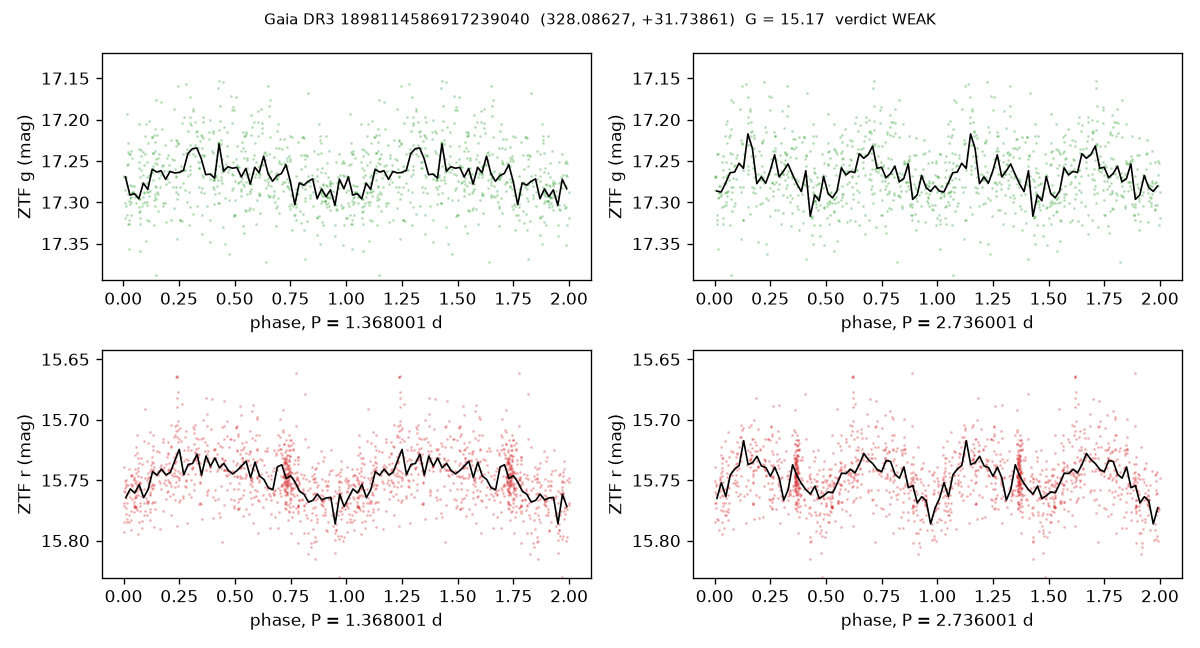 Gaia DR3 1898114586917239040 (328.08627, +31.73861) G = 15.17 verdict WEAK
ZTF g (mag)
17.15
17.20
17.25
17.30
17.35
0.00 0.25 0.50 0.75 1.00 1.25 1.50 1.75 2.00
phase, P = 1.368001 d
ZTF g (mag)
17.15
17.20
17.25
17.30
17.35
0.00 0.25 0.50 0.75 1.00 1.25 1.50 1.75 2.00
phase, P = 2.736001 d
ZTF r (mag)
15.65
15.70
15.75
15.80
0.00 0.25 0.50 0.75 1.00 1.25 1.50 1.75 2.00
phase, P = 1.368001 d
ZTF r (mag)
15.65
15.70
15.75
15.80
0.00 0.25 0.50 0.75 1.00 1.25 1.50 1.75 2.00
phase, P = 2.736001 d